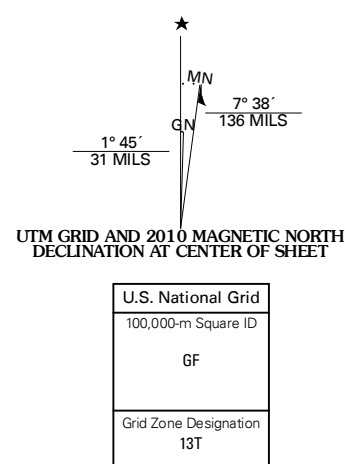 MN
GN
7° 38´
136 MILS
1° 45´
31 MILS
UTM GRID AND 2010 MAGNETIC NORTH
DECLINATION AT CENTER OF SHEET
U.S. National Grid
100,000-m Square ID
GF
Grid Zone Designation
13T